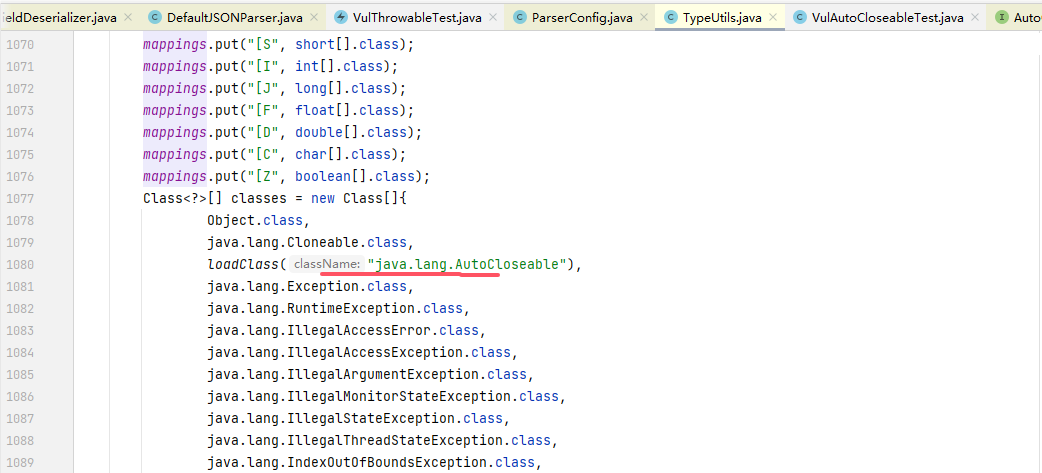 ieldDeserializer.java × DefaultJSONParser.java × VulThrowableTest.java × ParserConfig.java × TypeUtils.java × VulAutoCloseableTest.java × Auto
1070 mappings.put("[S", short[].class);
1071 mappings.put("[I", int[].class);
1072 mappings.put("[J", long[].class);
1073 mappings.put("[F", float[].class);
1074 mappings.put("[D", double[].class);
1075 mappings.put("[C", char[].class);
1076 mappings.put("[Z", boolean[].class);
1077 Class<?>[] classes = new Class[]{
1078 Object.class,
1079 java.lang.Cloneable.class,
1080 loadClass( className: "java.lang.AutoCloseable"),
1081 java.lang.Exception.class,
1082 java.lang.RuntimeException.class,
1083 java.lang.IllegalAccessError.class,
1084 java.lang.IllegalAccessException.class,
1085 java.lang.IllegalArgumentException.class,
1086 java.lang.IllegalMonitorStateException.class,
1087 java.lang.IllegalStateException.class,
1088 java.lang.IllegalThreadStateException.class,
1089 java.lang.IndexOutOfBoundsException.class,